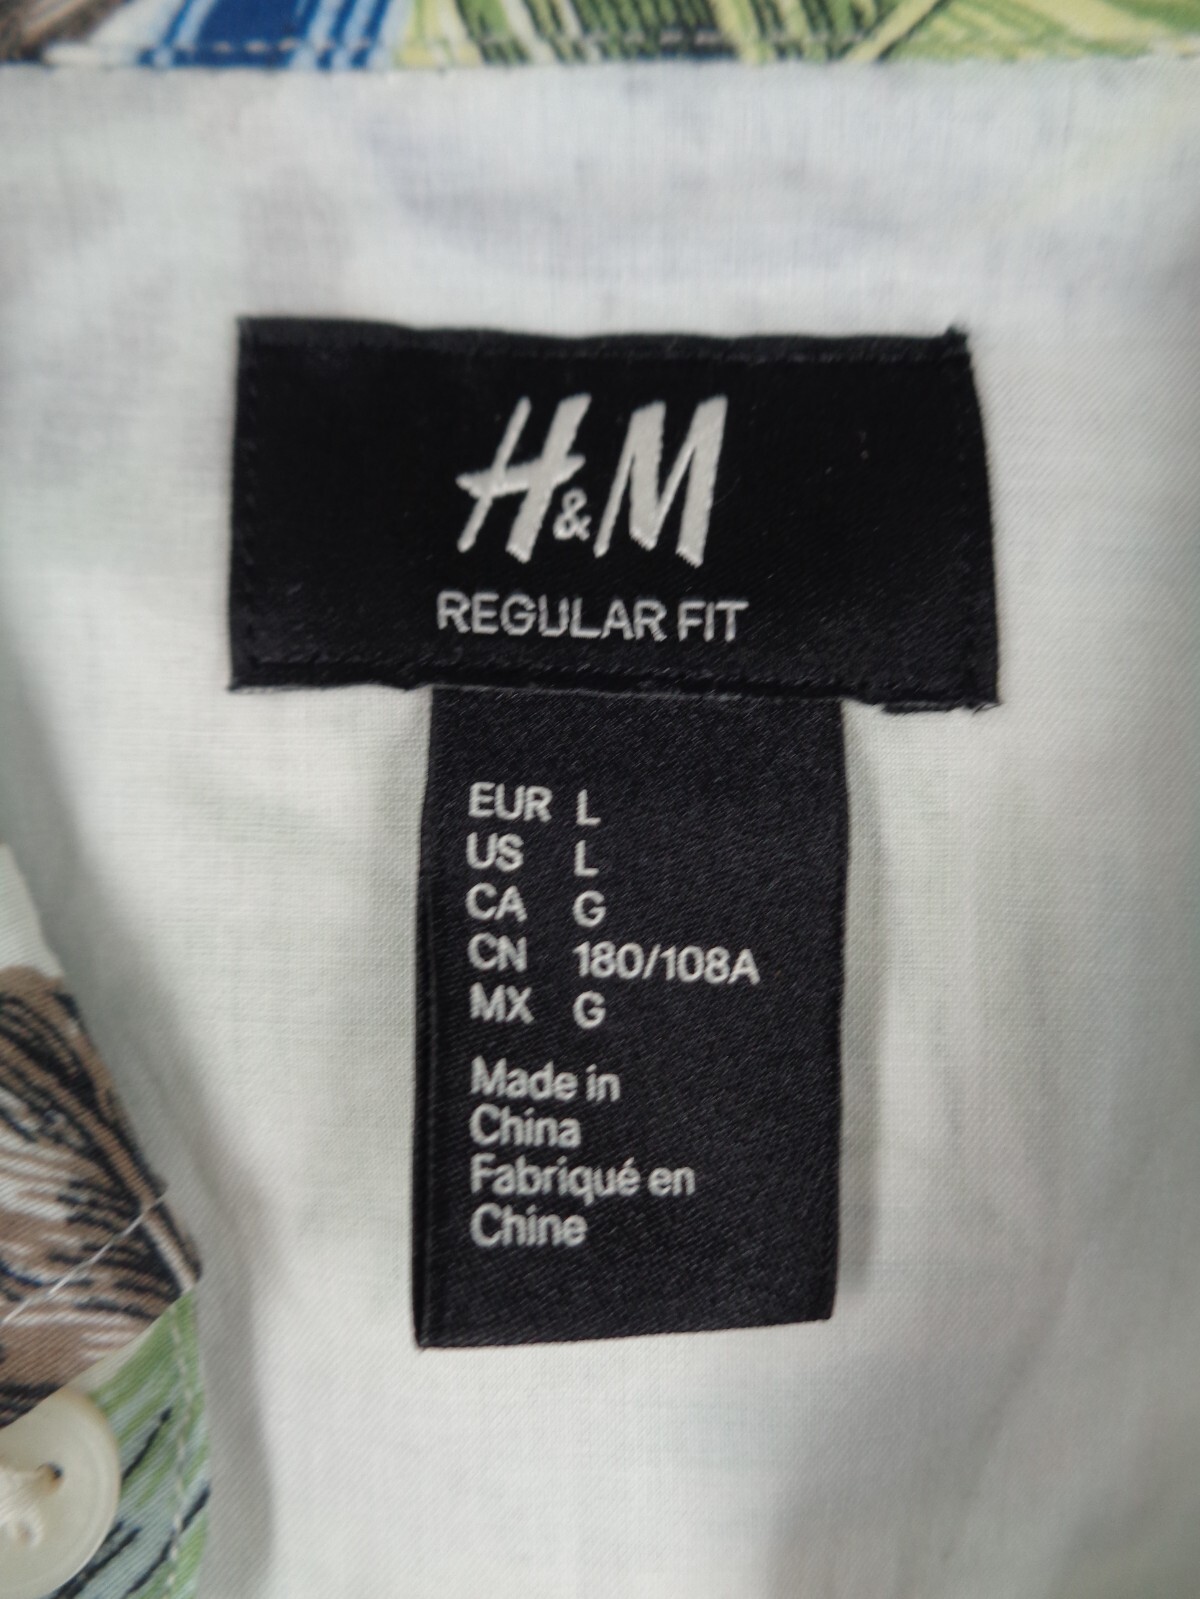 H&M
REGULAR FIT
EUR L
US L
CA G
CN 180/108A
MX G
Made in
China
Fabriqué en
Chine